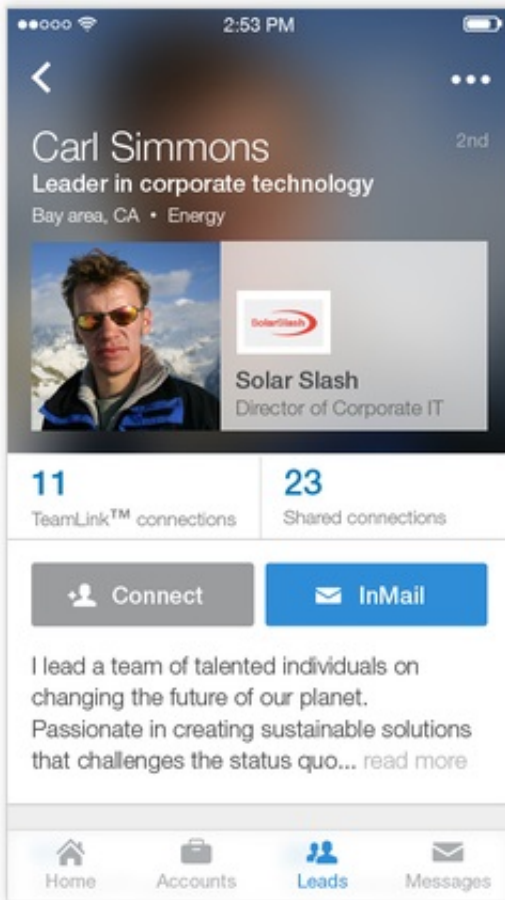 2:53 PM
Carl Simmons
2nd
Leader in corporate technology
Bay area, CA • Energy
SolarSlash
Solar Slash
Director of Corporate IT
11
TeamLink™ connections
23
Shared connections
Connect
InMail
I lead a team of talented individuals on
changing the future of our planet.
Passionate in creating sustainable solutions
that challenges the status quo... read more
Home
Accounts
Leads
Messages